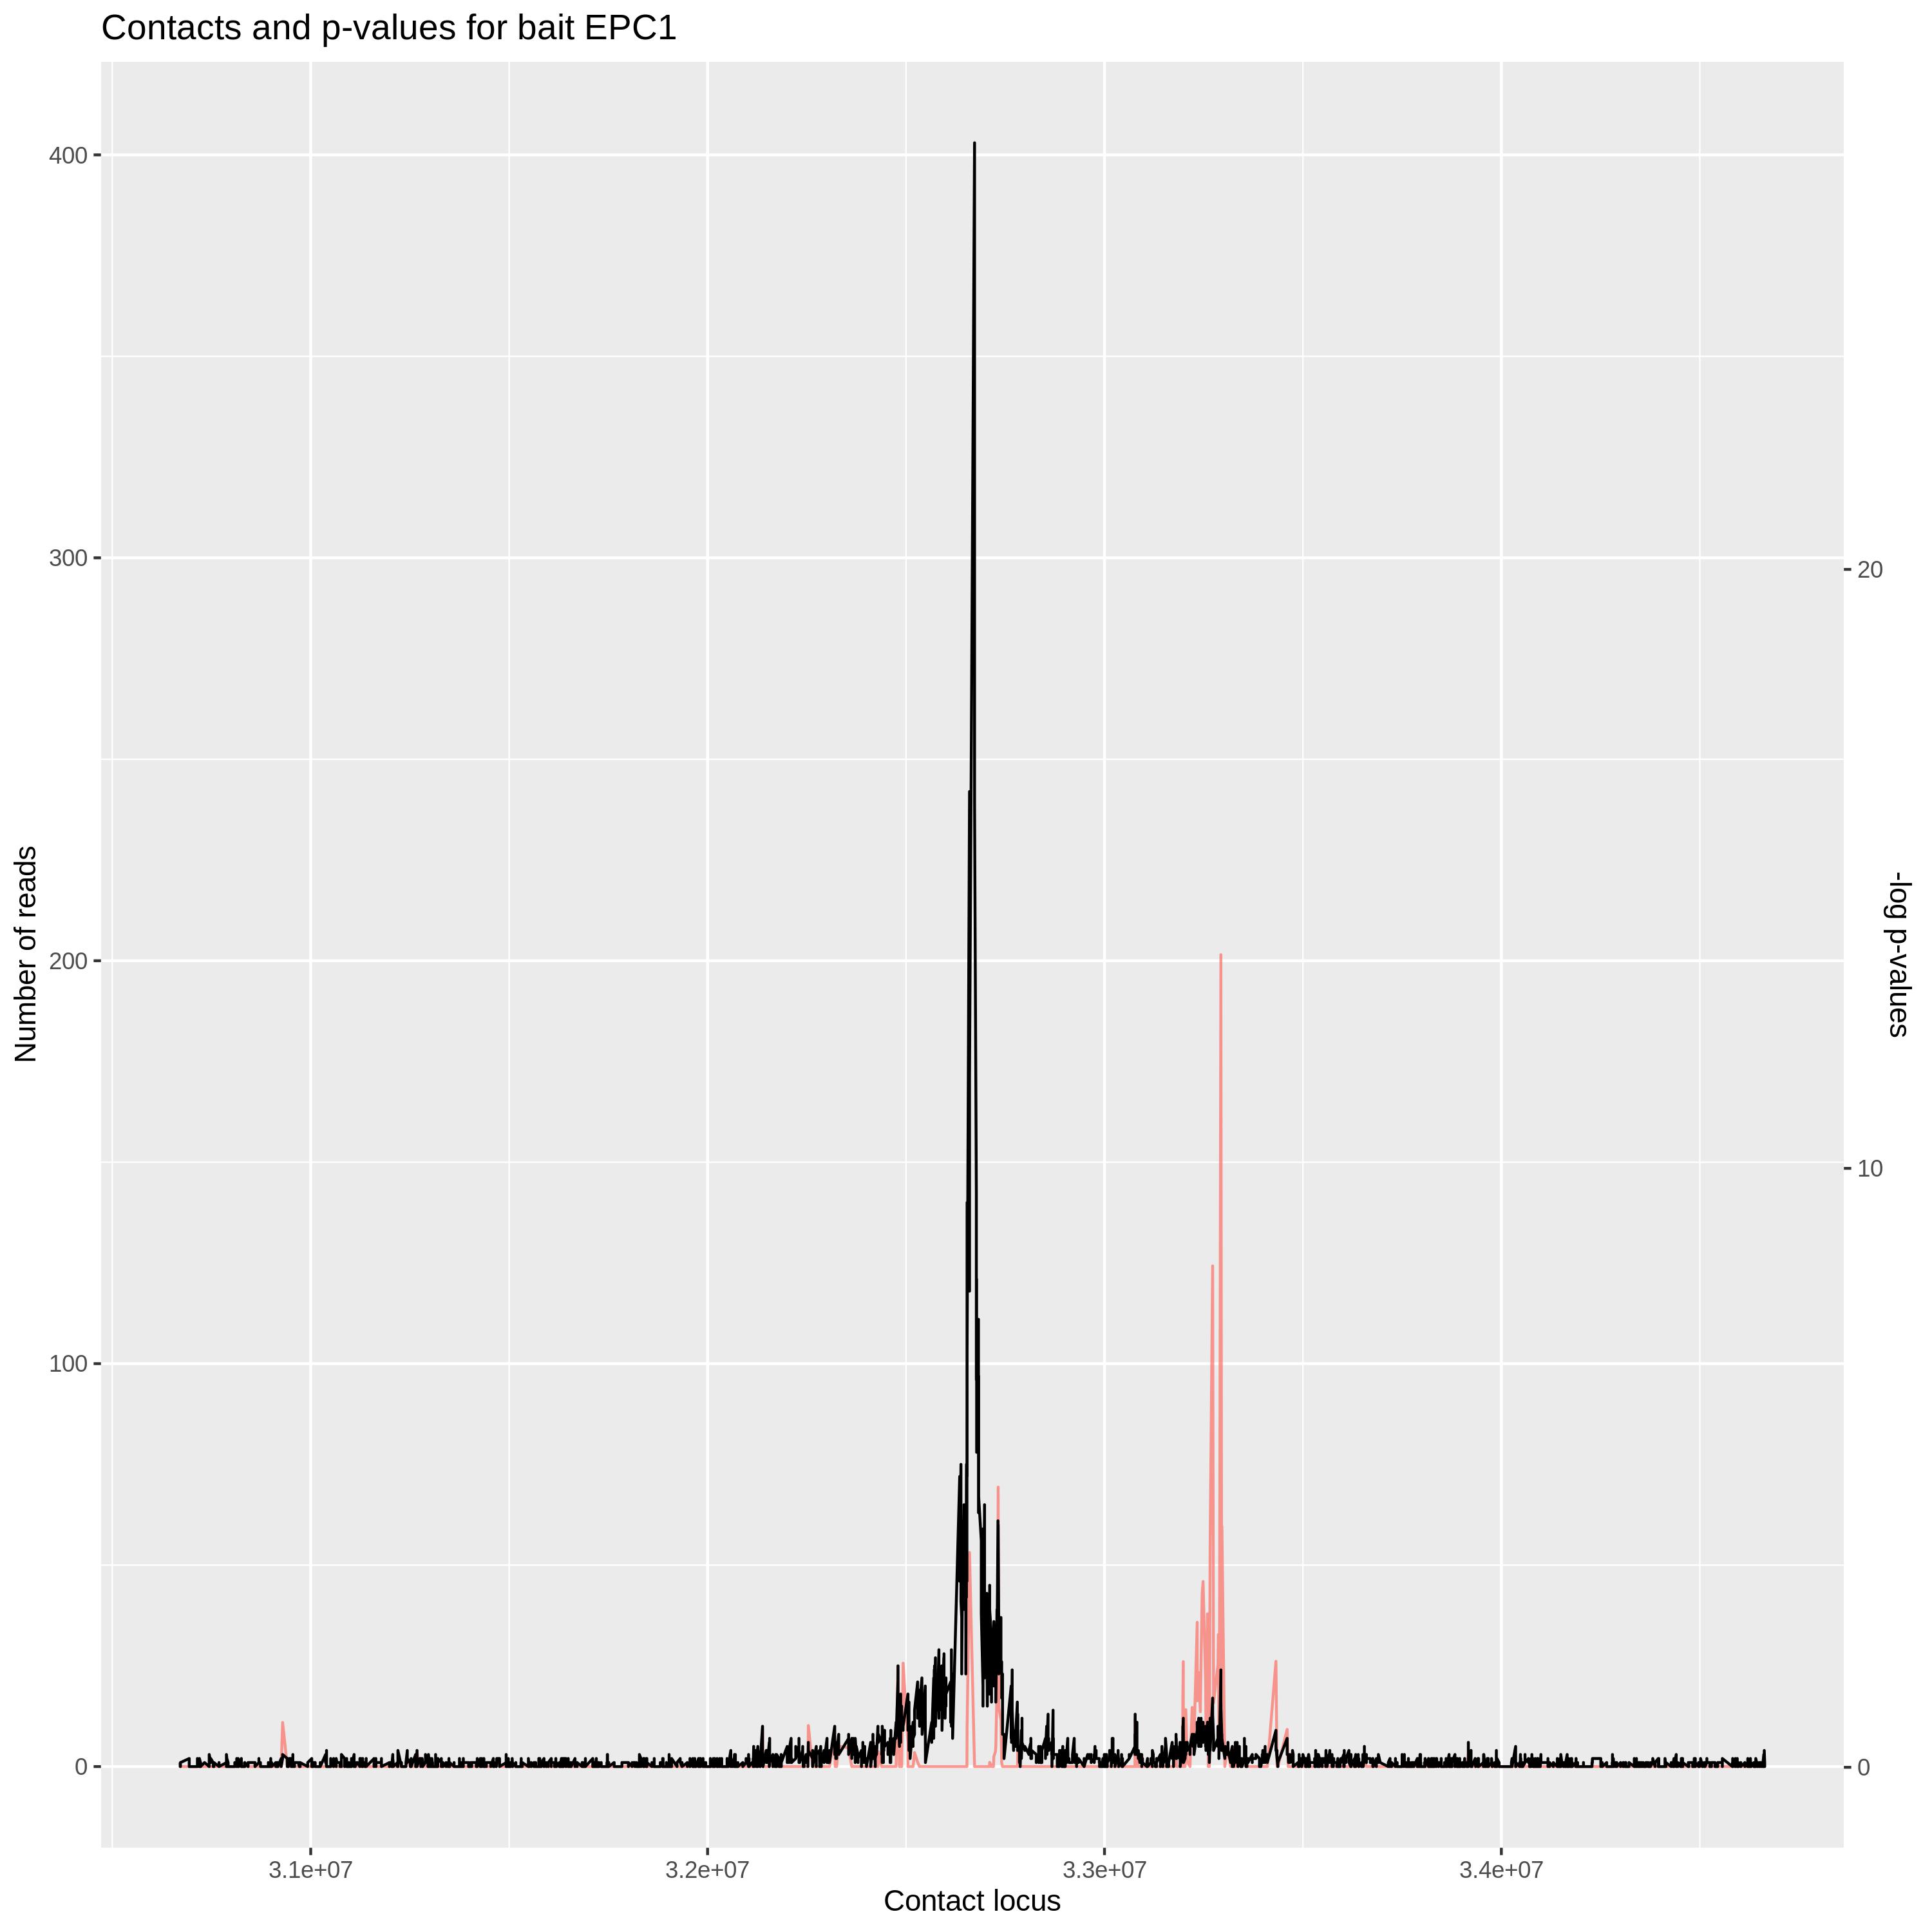 Contacts and p-values for bait EPC1
400
300
200
100
0
Number of reads
20
10
0
-log p-values
3.1e+07
3.2e+07
3.3e+07
3.4e+07
Contact locus